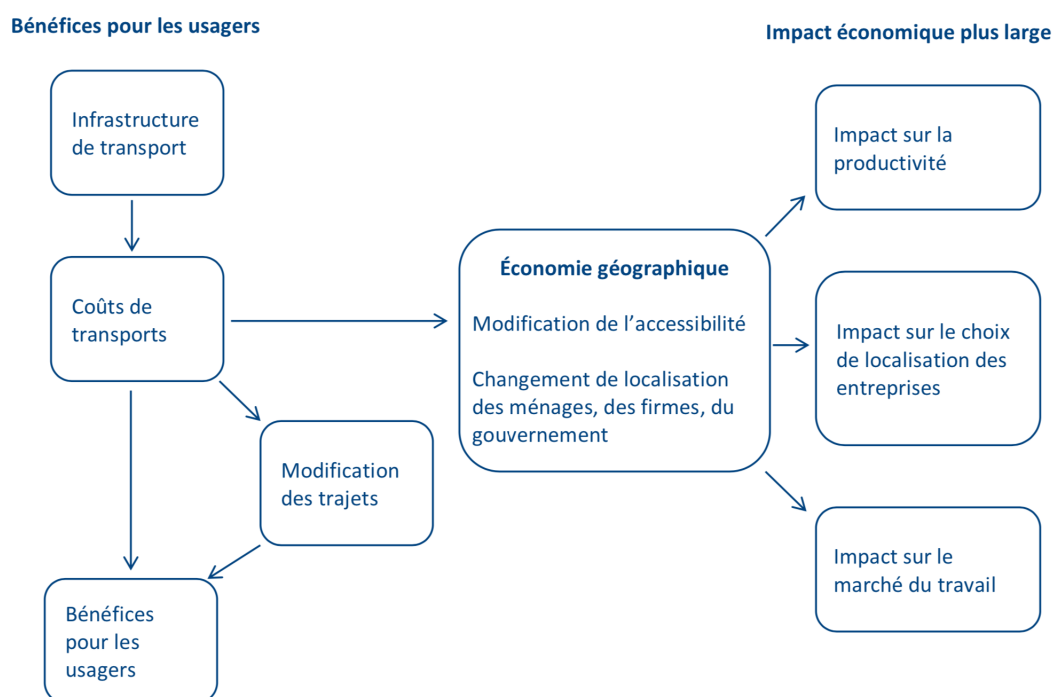 Bénéfices pour les usagers
Impact économique plus large
Infrastructure
de transport
Coûts de
transports
Modification
des trajets
Bénéfices
pour les
usagers
Économie géographique
Modification de l’accessibilité
Changement de localisation
des ménages, des firmes, du
gouvernement
Impact sur la
productivité
Impact sur le choix
de localisation des
entreprises
Impact sur le
marché du travail